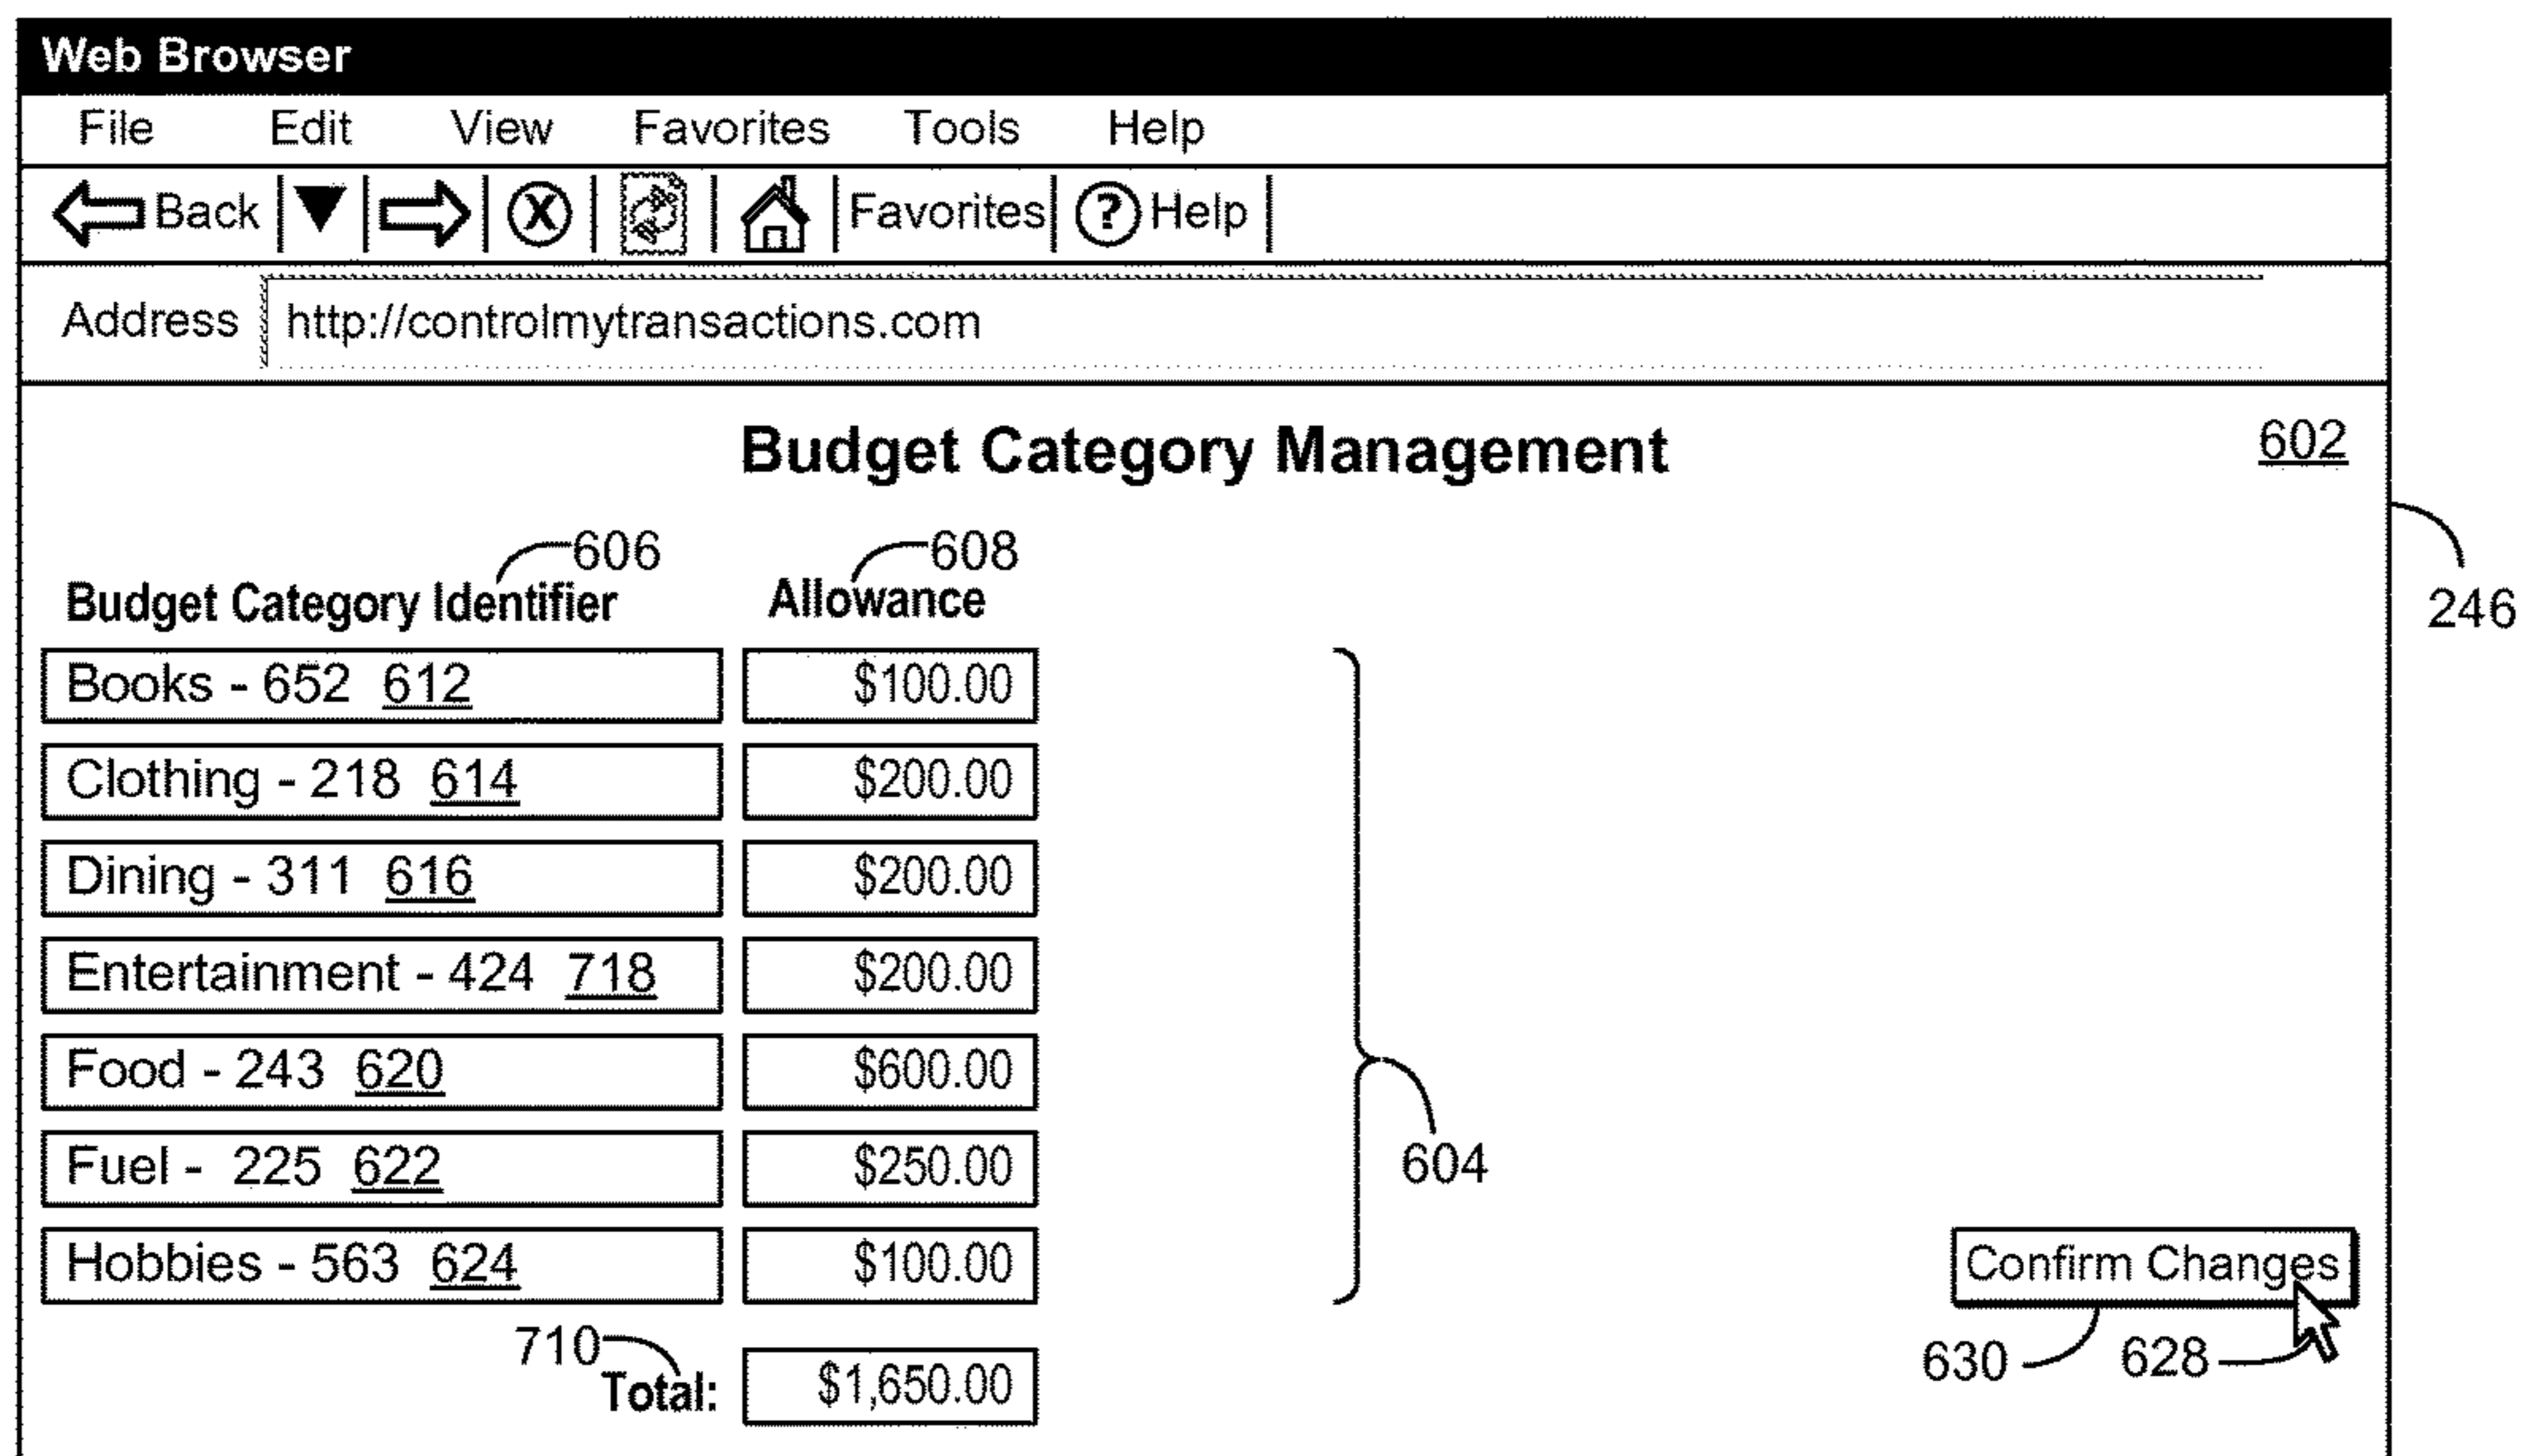 Web Browser
File Edit View Favorites Tools Help
Back X Favorites ? Help
Address http://controlmytransactions.com
Budget Category Management 602
606 608
Budget Category Identifier Allowance
246
Books - 652 612 $100.00
Clothing - 218 614 $200.00
Dining - 311 616 $200.00
Entertainment - 424 718 $200.00
Food - 243 620 $600.00
Fuel - 225 622 $250.00
604
Hobbies - 563 624 $100.00
Confirm Changes
710
630 628
Total: $1,650.00